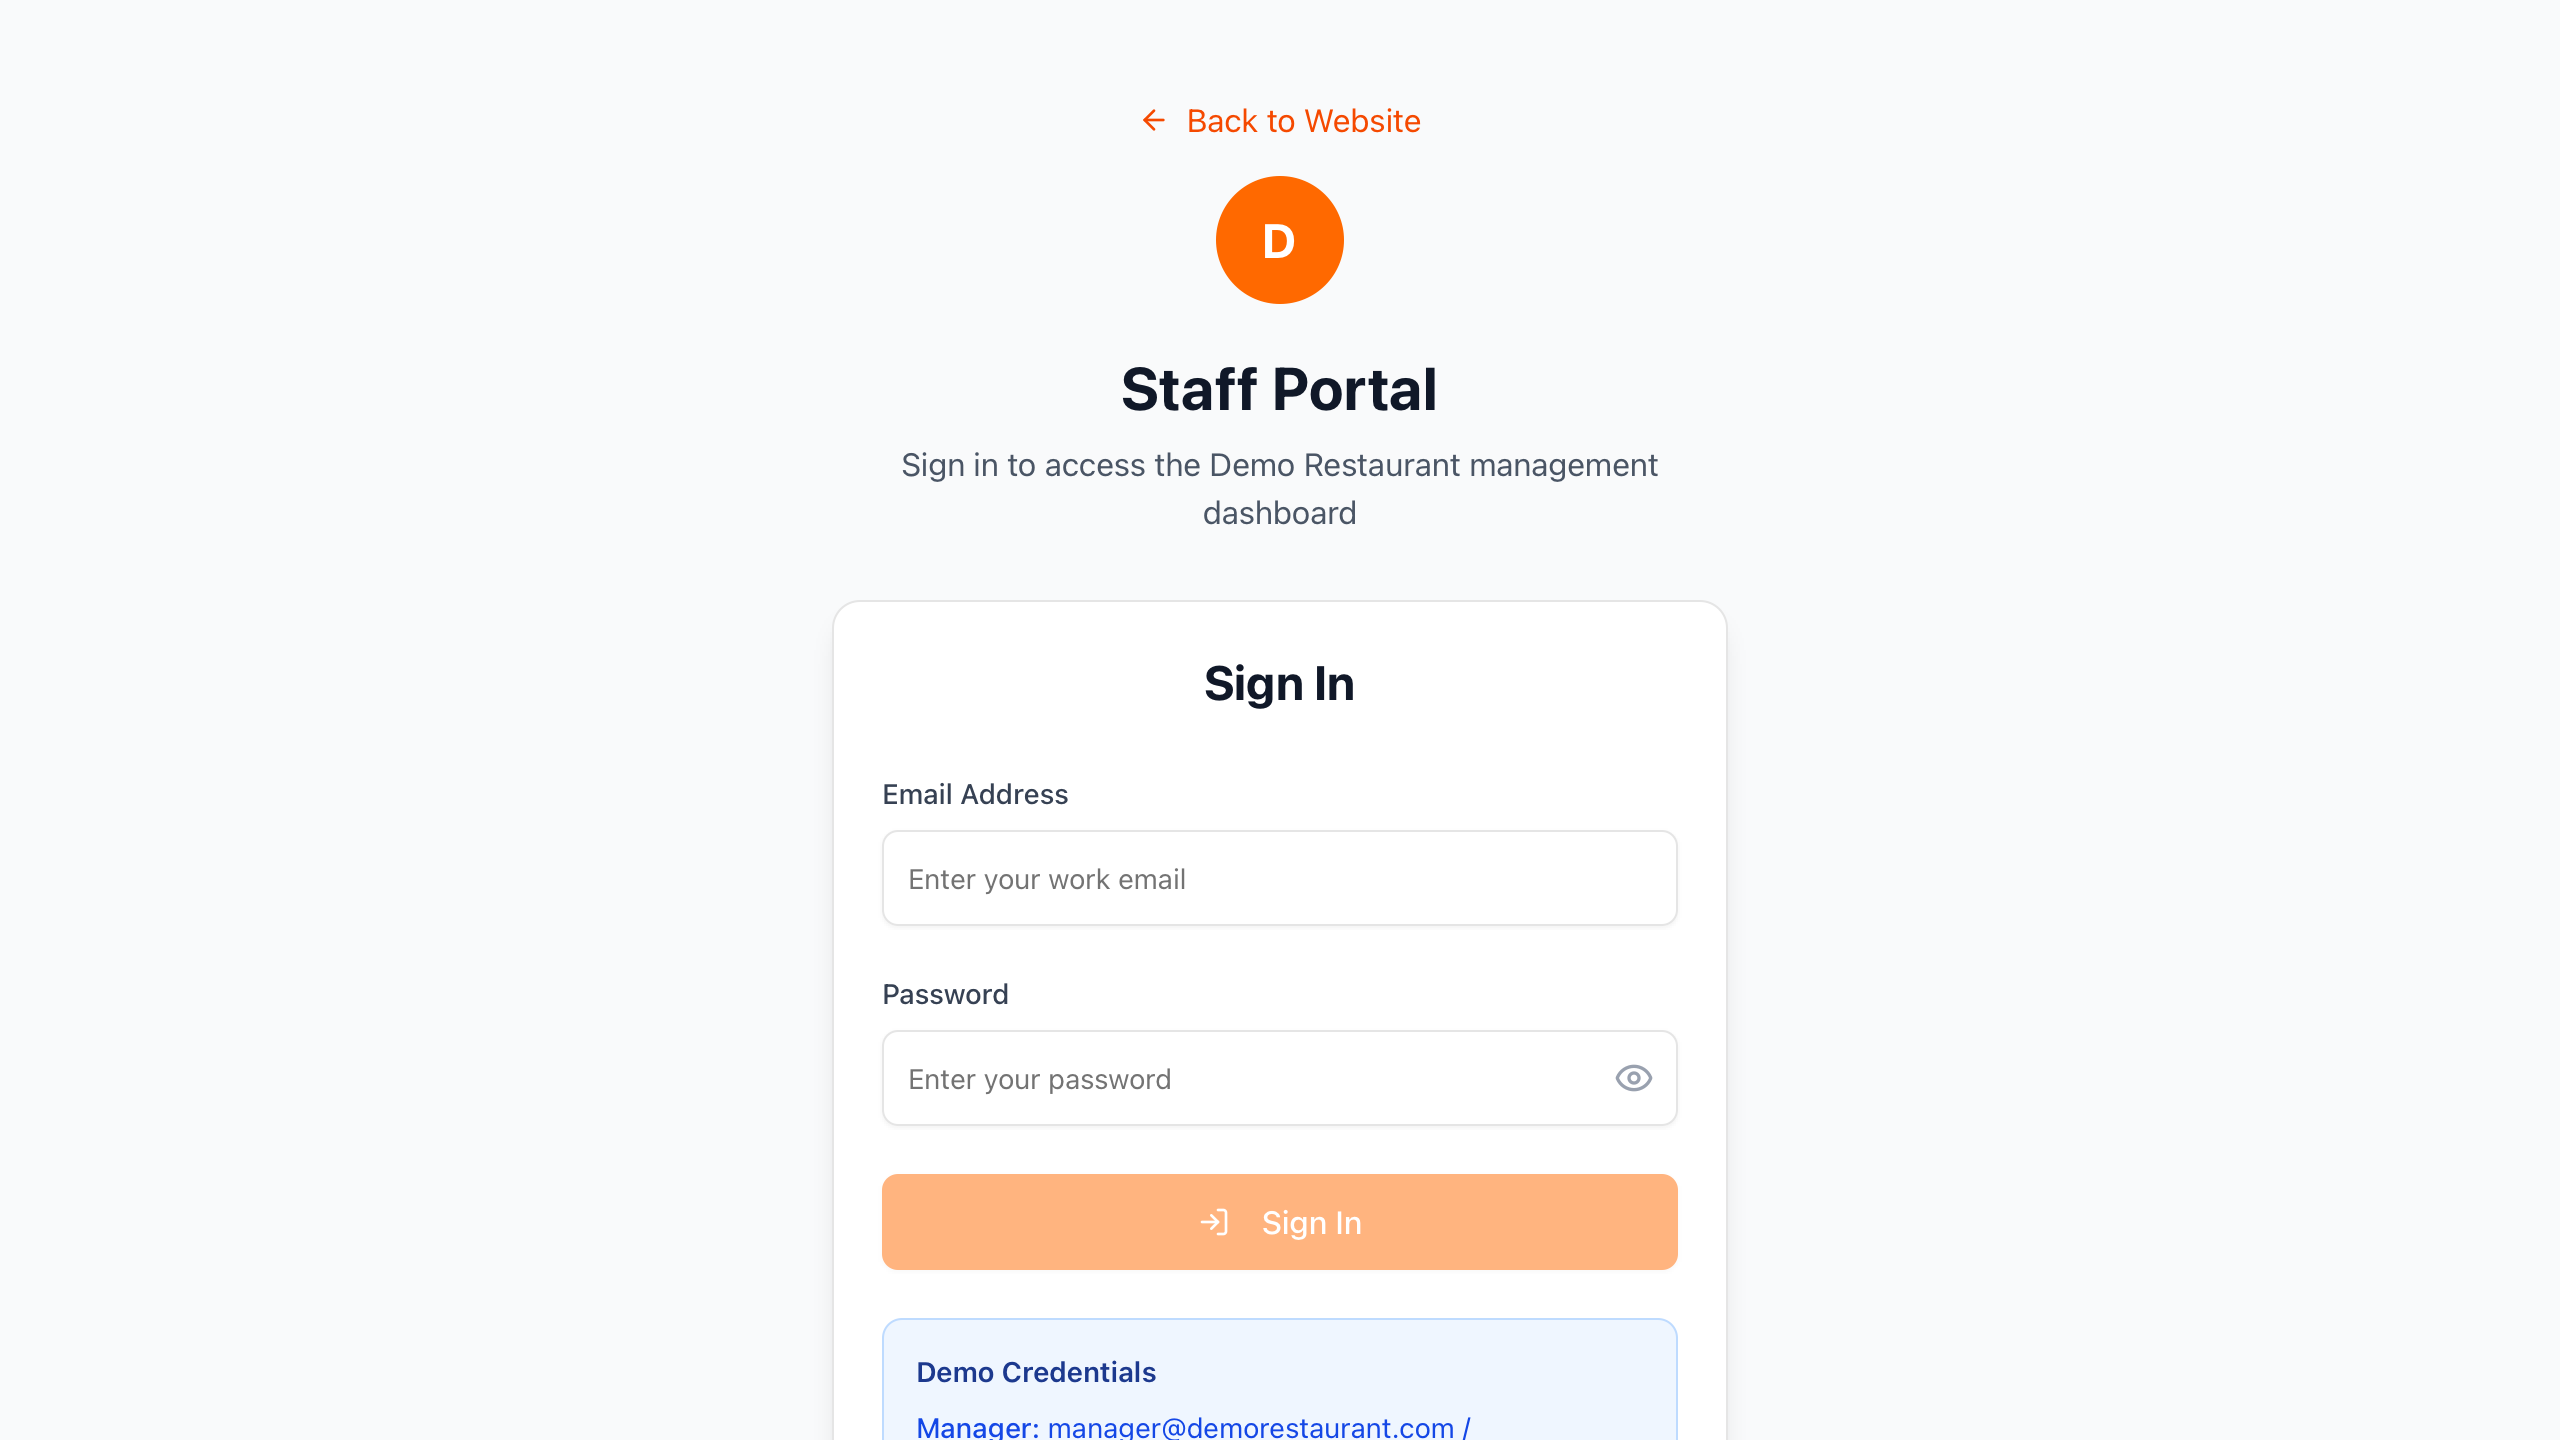 Back to Website
D
Staff Portal
Sign in to access the Demo Restaurant management
dashboard
Sign In
Email Address
Enter your work email
Password
Enter your password
Sign In
Demo Credentials
Manager: manager@demorestaurant.com /